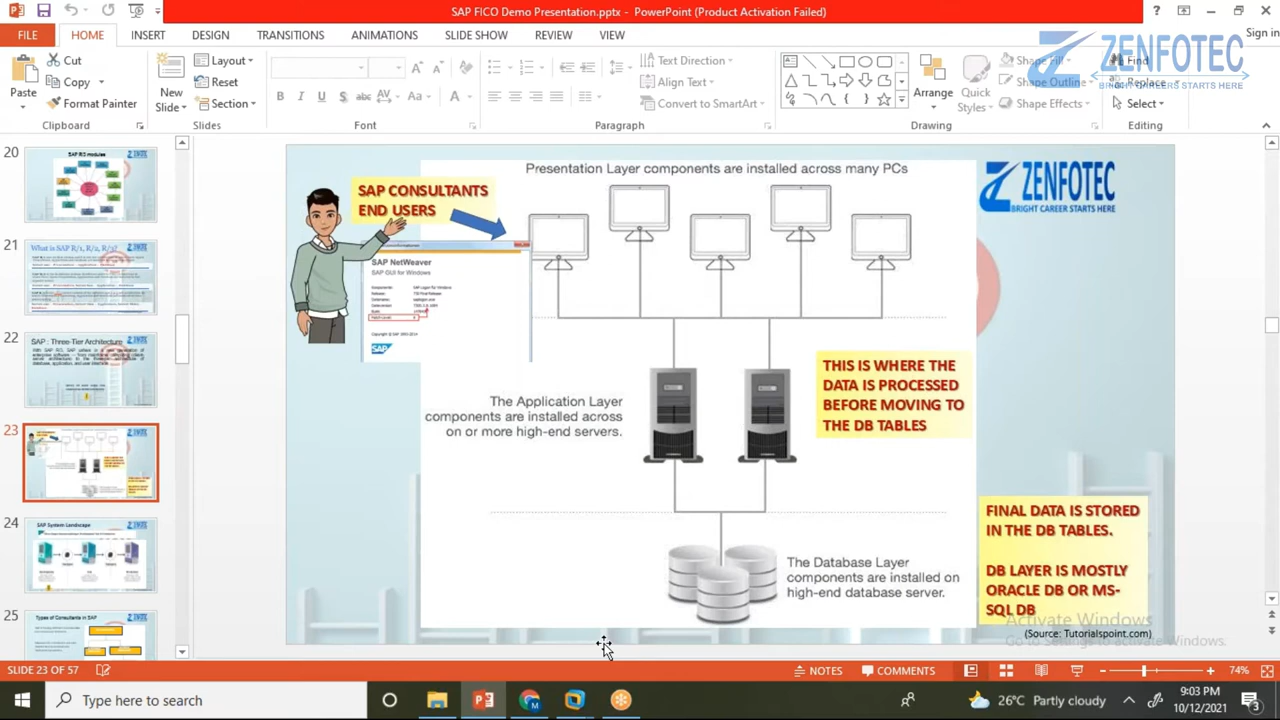 SAP FICO Demo Presentation.pptx - PowerPoint (Product Activation Failed)
FILE
HOME
INSERT
DESIGN
TRANSITIONS
ANIMATIONS
SLIDE SHOW
REVIEW
VIEW
Sign in
Paste
Cut
Copy
Format Painter
Clipboard
New
Slide
Layout
Reset
Section
Slides
Font
Text Direction
Align Text
Convert to SmartArt
Paragraph
Arrange
Quick
Styles
Shape Fill
Shape Outline
Shape Effects
Drawing
Find
Replace
Select
Editing
ZENFOTEC
BRIGHT CAREERS STARTS HERE
20
SAP R/3 modules
21
What is SAP R/1, R/2, R/3?
22
SAP : Three-Tier Architecture
23
24
SAP System Landscape
25
Types of Consultants in SAP
Presentation Layer components are installed across many PCs
SAP CONSULTANTS
END USERS
SAP NetWeaver
SAP GUI for Windows
SAP
ZENFOTEC
BRIGHT CAREER STARTS HERE
The Application Layer
components are installed across
on or more high-end servers.
THIS IS WHERE THE
DATA IS PROCESSED
BEFORE MOVING TO
THE DB TABLES
The Database Layer
components are installed on
high-end database server.
FINAL DATA IS STORED
IN THE DB TABLES.
DB LAYER IS MOSTLY
ORACLE DB OR MS-
SQL DB
(Source: Tutorialspoint.com)
Activate Windows
Go to Settings to activate Windows.
SLIDE 23 OF 57
NOTES
COMMENTS
74%
Type here to search
26°C Partly cloudy
9:03 PM
10/12/2021
3